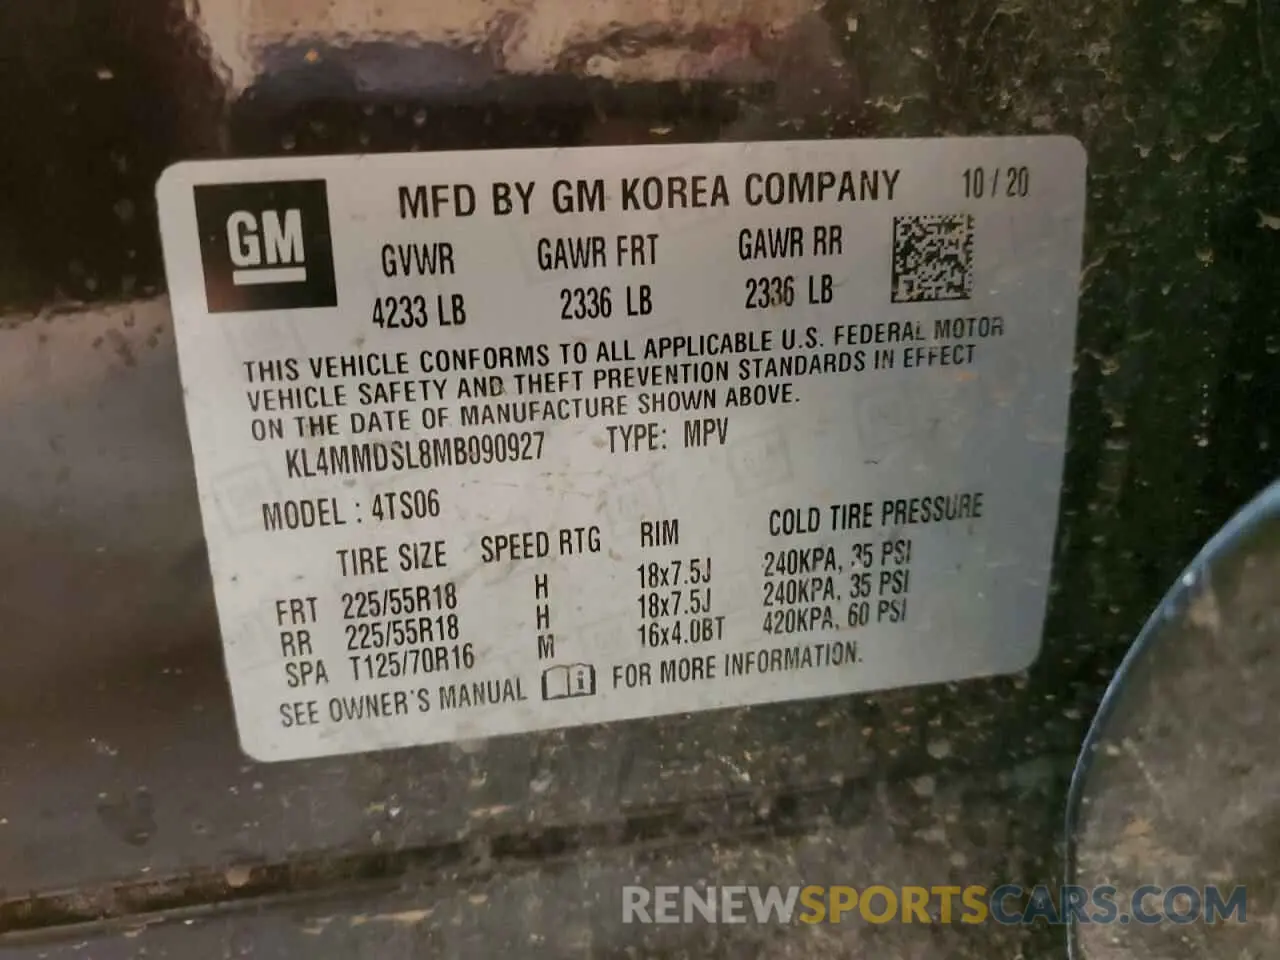 GM
MFD BY GM KOREA COMPANY 10 / 20
GVWR GAWR FRT GAWR RR
4233 LB 2336 LB 2336 LB
THIS VEHICLE CONFORMS TO ALL APPLICABLE U.S. FEDERAL MOTOR
VEHICLE SAFETY AND THEFT PREVENTION STANDARDS IN EFFECT
ON THE DATE OF MANUFACTURE SHOWN ABOVE.
KL4MMDSL8MB090927 TYPE: MPV
MODEL : 4TS06
TIRE SIZE SPEED RTG RIM COLD TIRE PRESSURE
FRT 225/55R18 H 18x7.5J 240KPA, 35 PSI
RR 225/55R18 H 18x7.5J 240KPA, 35 PSI
SPA T125/70R16 M 16x4.0BT 420KPA, 60 PSI
SEE OWNER'S MANUAL FOR MORE INFORMATION.
RENEWSPORTSCARS.COM